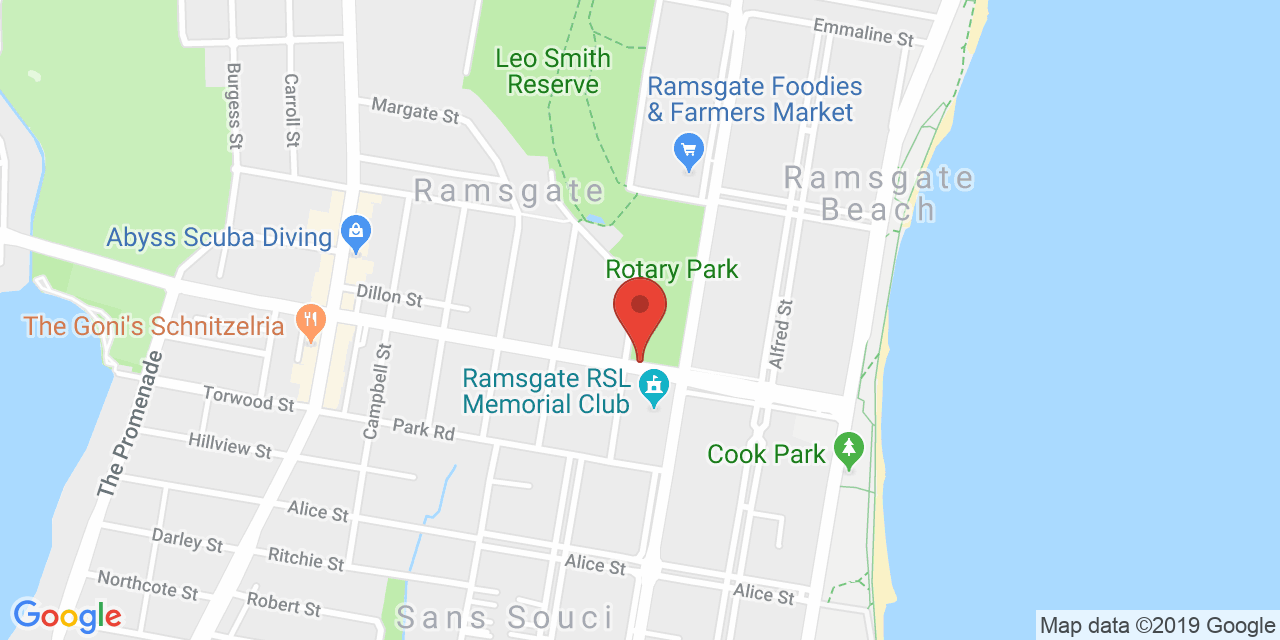 Emmaline St
Leo Smith
Reserve
Burgess St
Carroll St
Margate St
Ramsgate Foodies
& Farmers Market
Ramsgate
Ramsgate
Beach
Abyss Scuba Diving
Rotary Park
Dillon St
The Goni's Schnitzelria
Alfred St
The Promenade
Campbell St
Ramsgate RSL
Memorial Club
Torwood St
Park Rd
Hillview St
Cook Park
Alice St
Darley St
Ritchie St
Alice St
Northcote St
Robert St
Alice St
Sans Souci
Google
Map data ©2019 Google